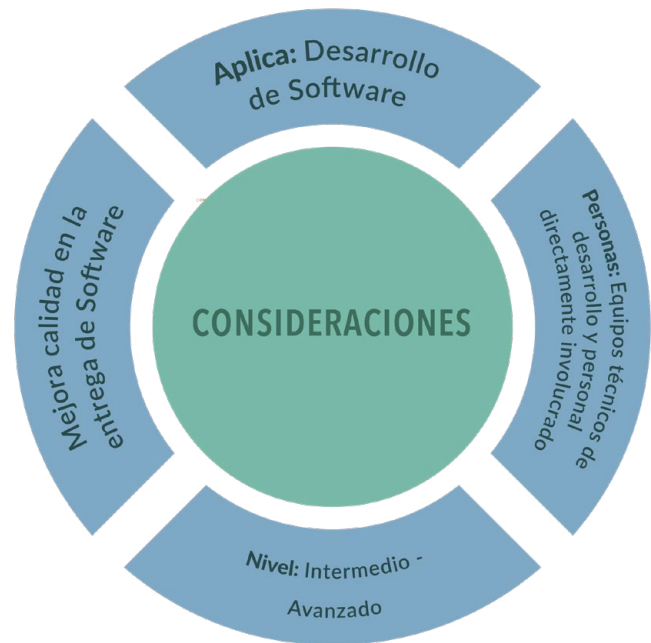 Aplica: Desarrollo
de Software
Mejora calidad en la
entrega de Software
CONSIDERACIONES
Personas: Equipos técnicos de
desarrollo y personal
directamente involucrado
Nivel: Intermedio -
Avanzado